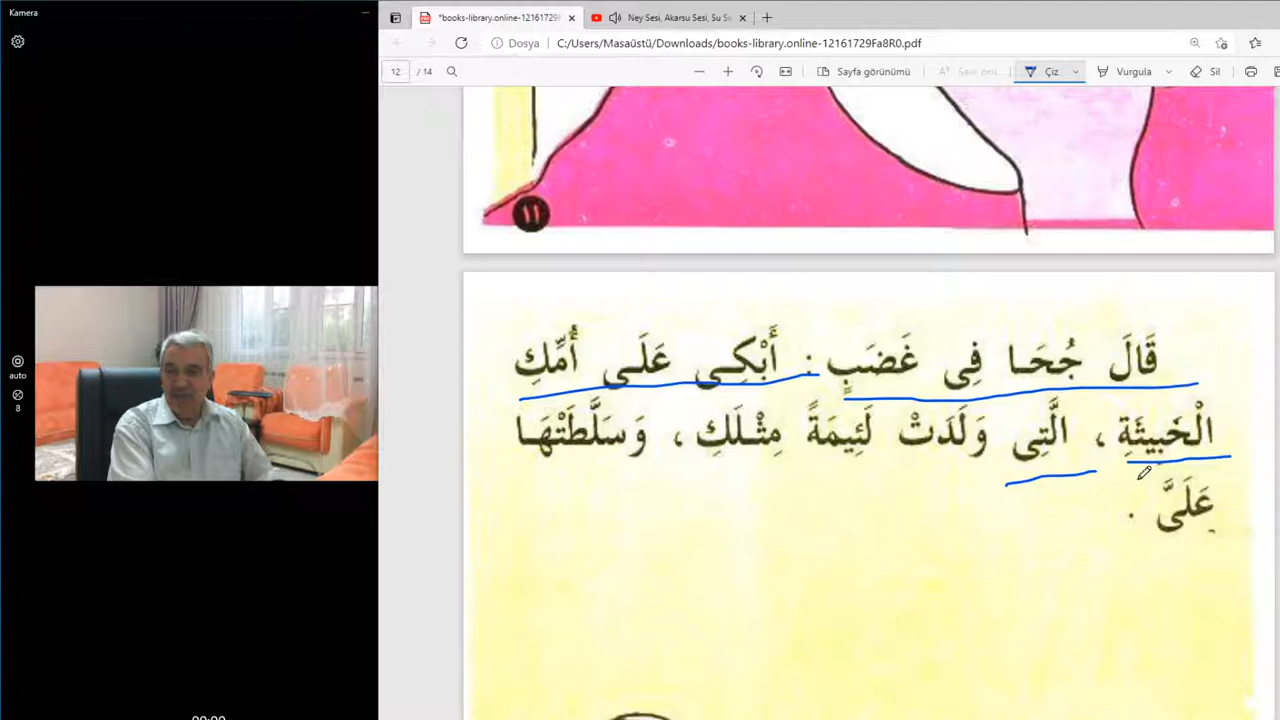 Kamera
*books-library.online-12161729
Ney Sesi, Akarsu Sesi, Su S
Dosya
C:/Users/Masaüstü/Downloads/books-library.online-12161729Fa8R0.pdf
12 / 14
Sayfa görünümü
Çiz
Vurgula
Sil
auto
8
١١
قَالَ جُحَا فِى غَضَبٍ : أَبْكِى عَلَى أُمِّكِ
الْخَبِيثَةِ ، الَّتِى وَلَدَتْ لَئِيمَةً مِثْلَكِ ، وَسَلَّطَتْهَا
عَلَىَّ .